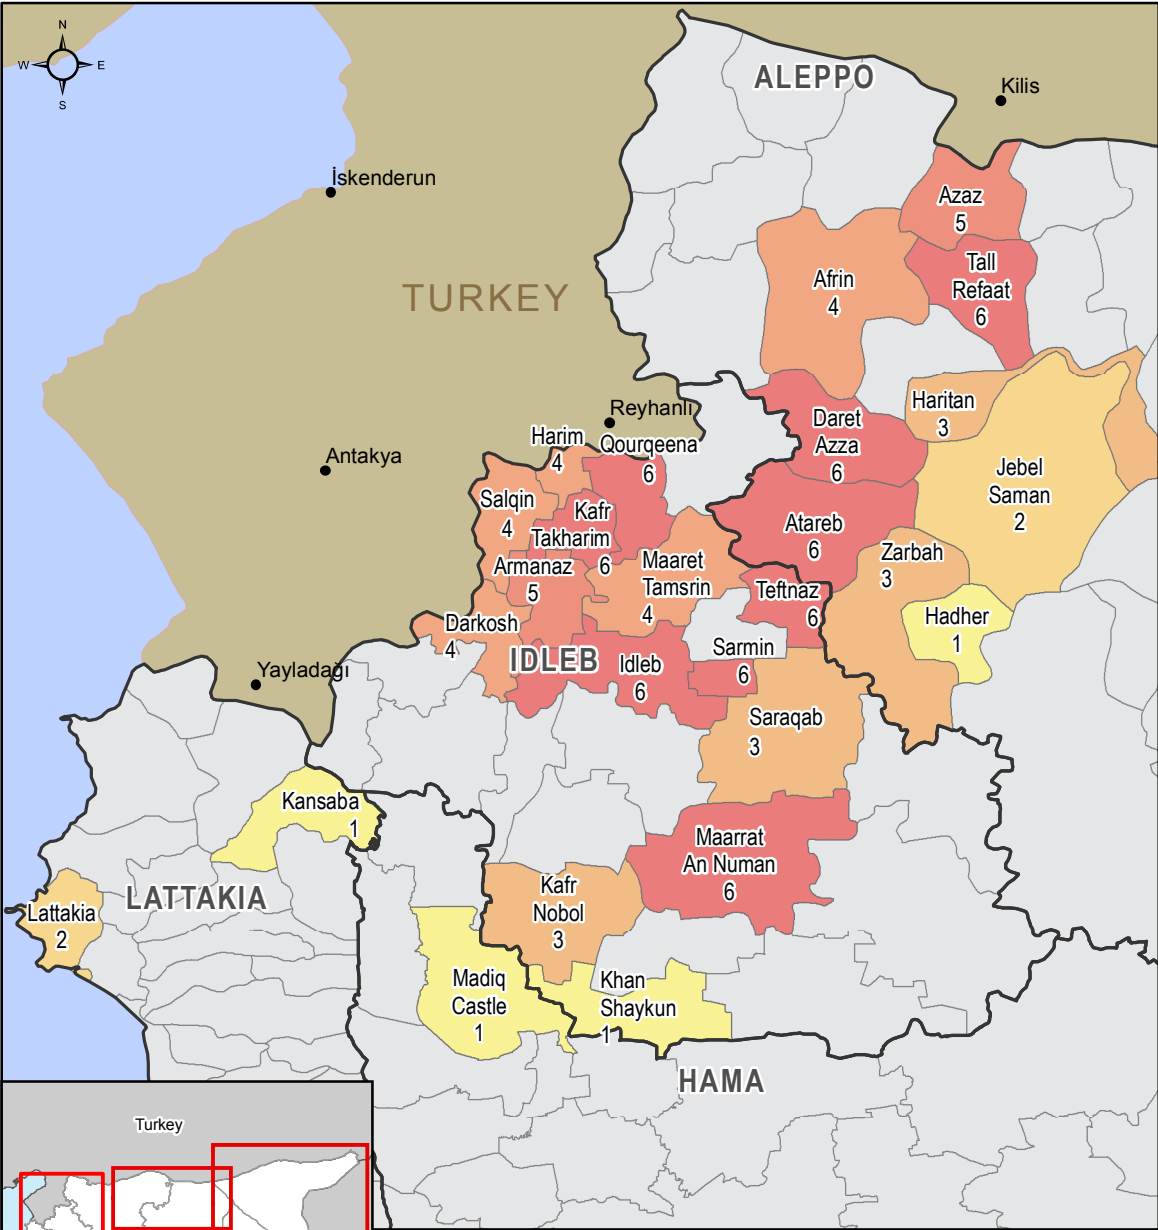 N
W
E
S
ALEPPO
Kilis
İskenderun
Azaz
5
Tall
Refaat
6
Afrin
4
TURKEY
Haritan
3
Reyhanlı
Daret
Azza
6
Harim
4
Qourqeena
6
Antakya
Jebel
Saman
2
Salqin
4
Kafr
Takharim
6
Atareb
6
Zarbah
3
Armanaz
5
Maaret
Tamsrin
4
Teftnaz
6
Hadher
1
Darkosh
4
IDLEB
Idleb
6
Sarmin
6
Yayladağı
Saraqab
3
Kansaba
1
Maarrat
An Numan
6
LATTAKIA
Lattakia
2
Kafr
Nobol
3
Madiq
Castle
1
Khan
Shaykun
1
HAMA
Turkey